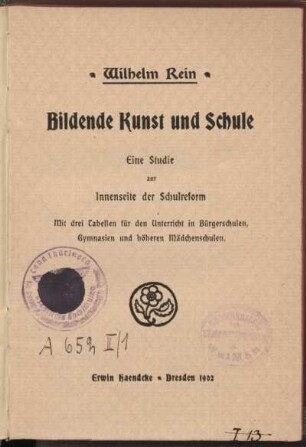 Wilhelm Rein
Bildende Kunst und Schule
Eine Studie
zur
Innenseite der Schulreform
Mit drei Tabellen für den Unterricht in Bürgerschulen,
Gymnasien und höheren Mädchenschulen.
A 659 II/1
Erwin Haendcke • Dresden 1902